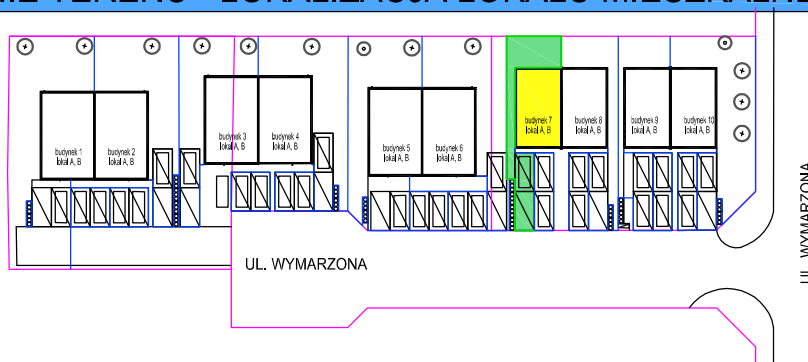 budynek 1
lokal A, B
budynek 2
lokal A, B
budynek 3
lokal A, B
budynek 4
lokal A, B
budynek 5
lokal A, B
budynek 6
lokal A, B
budynek 7
lokal A, B
budynek 8
lokal A, B
budynek 9
lokal A, B
budynek 10
lokal A, B
UL. WYMARZONA
UL. WYMARZONA